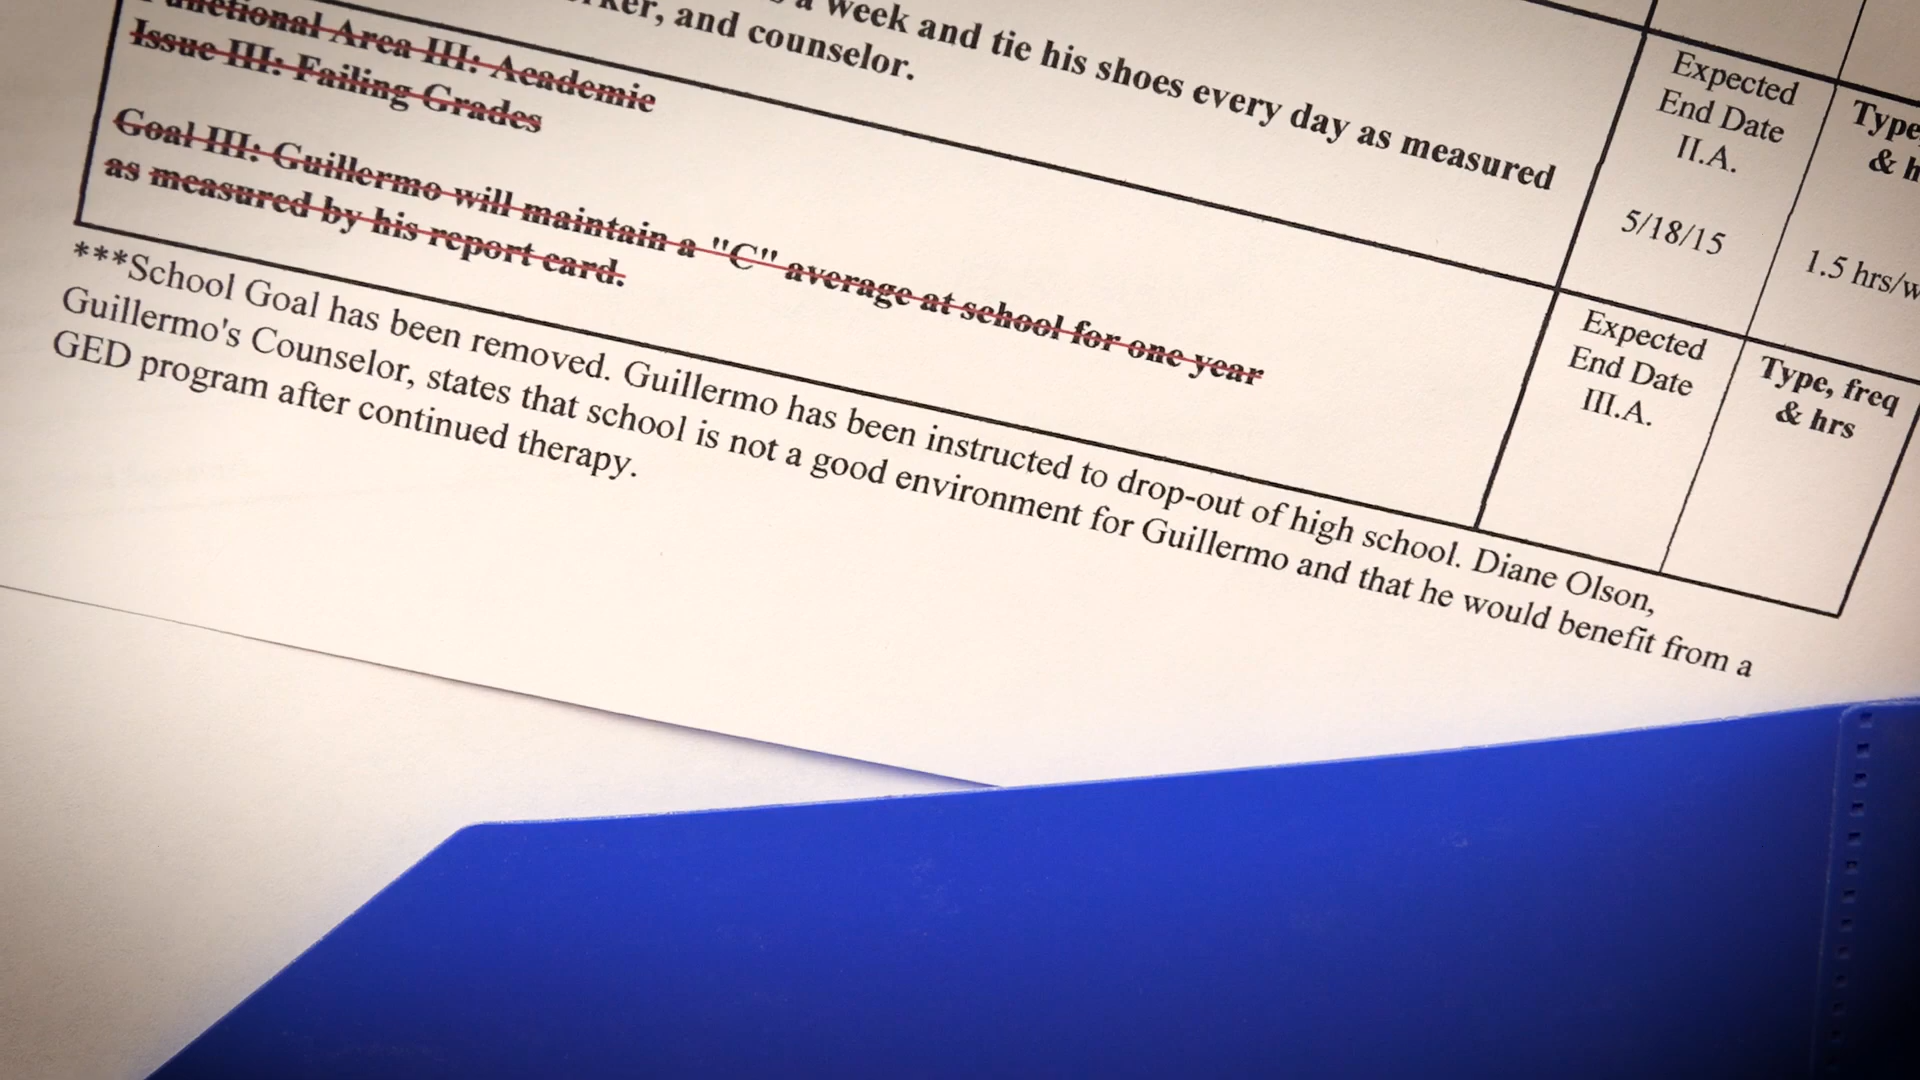 a week and tie his shoes every day as measured
and counselor.
Expected
End Date
II.A.
5/18/15
Type,
1.5
Area III: Academic
Issue III: Failing Grades
Goal III: Guillermo will maintain a "C" average at school for one year
as measured by his report card.
Expected
End Date
III.A.
Type, freq
& hrs
***School Goal has been removed. Guillermo has been instructed to drop-out of high school. Diane Olson,
Guillermo's Counselor, states that school is not a good environment for Guillermo and that he would benefit from a
GED program after continued therapy.